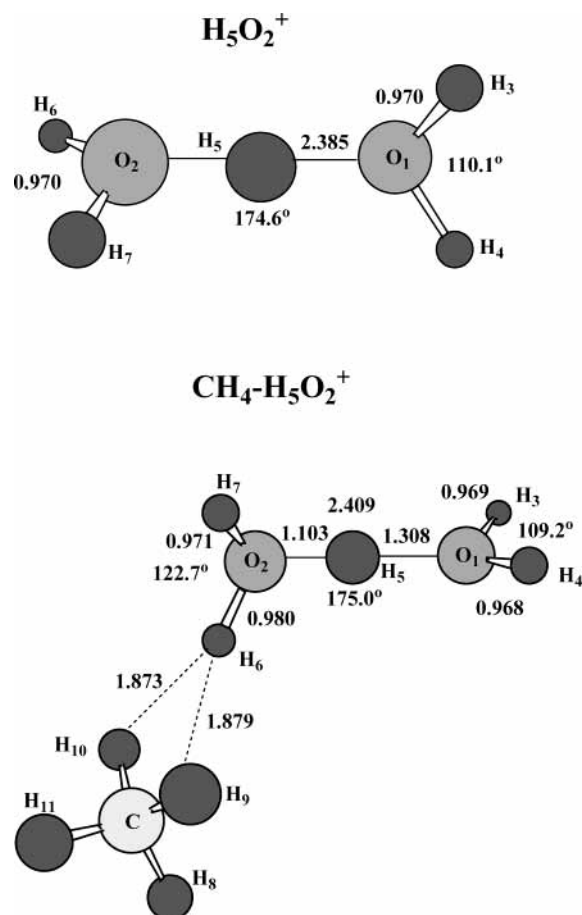 H₅O₂⁺
H₆ 0.970 H₃
H₅ 2.385
O₂ O₁ 110.1°
0.970
174.6°
H₇ H₄
CH₄-H₅O₂⁺
H₇ 2.409 0.969 H₃
0.971 1.103 1.308 109.2°
O₂ H₅ O₁ H₄
122.7° 175.0° 0.968
0.980
H₆
1.873
1.879
H₁₀
H₁₁ C H₉
H₈